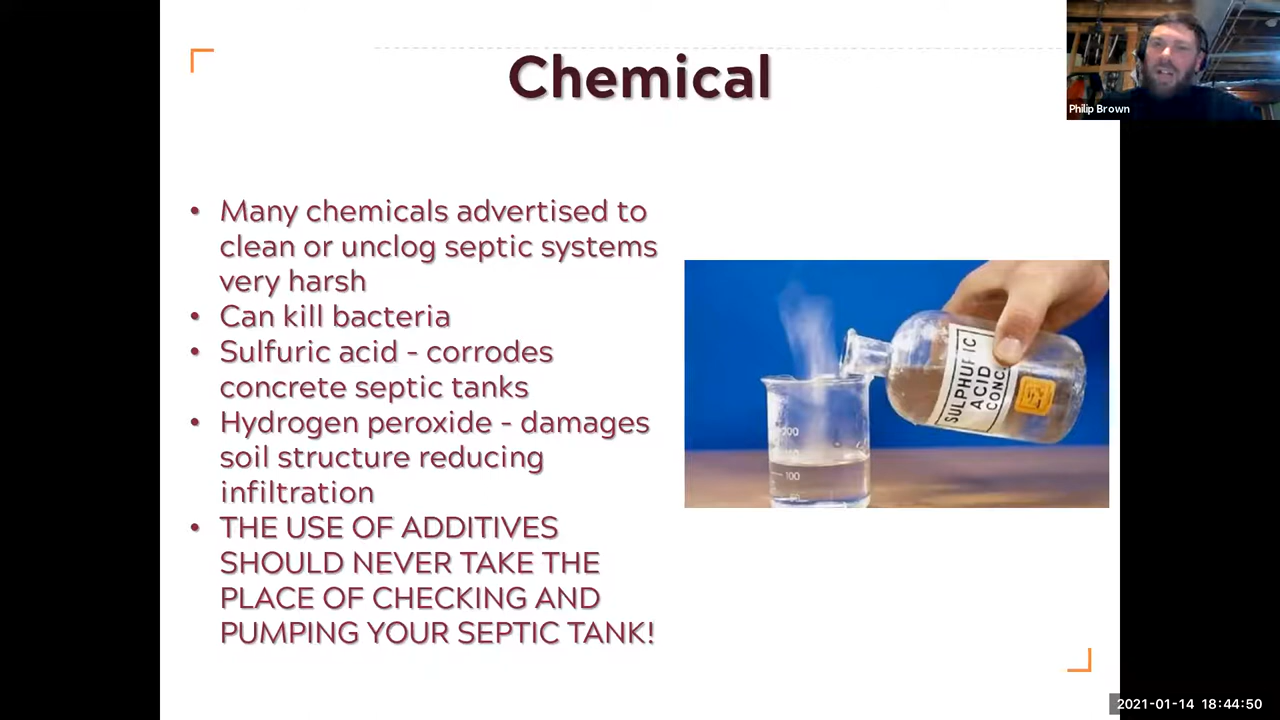 Chemical
Philip Brown
• Many chemicals advertised to
clean or unclog septic systems
very harsh
• Can kill bacteria
• Sulfuric acid - corrodes
concrete septic tanks
• Hydrogen peroxide - damages
soil structure reducing
infiltration
• THE USE OF ADDITIVES
SHOULD NEVER TAKE THE
PLACE OF CHECKING AND
PUMPING YOUR SEPTIC TANK!
SULPHURIC
ACID
CONC
100
2021-01-14 18:44:50